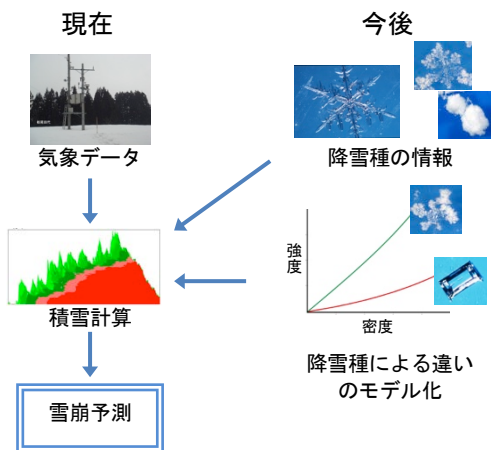 現在
今後
気象データ
降雪種の情報
積雪計算
強度
密度
降雪種による違い
のモデル化
雪崩予測